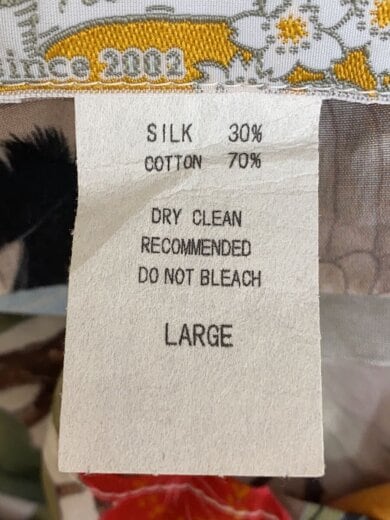 since 2002
SILK 30%
COTTON 70%
DRY CLEAN
RECOMMENDED
DO NOT BLEACH
LARGE